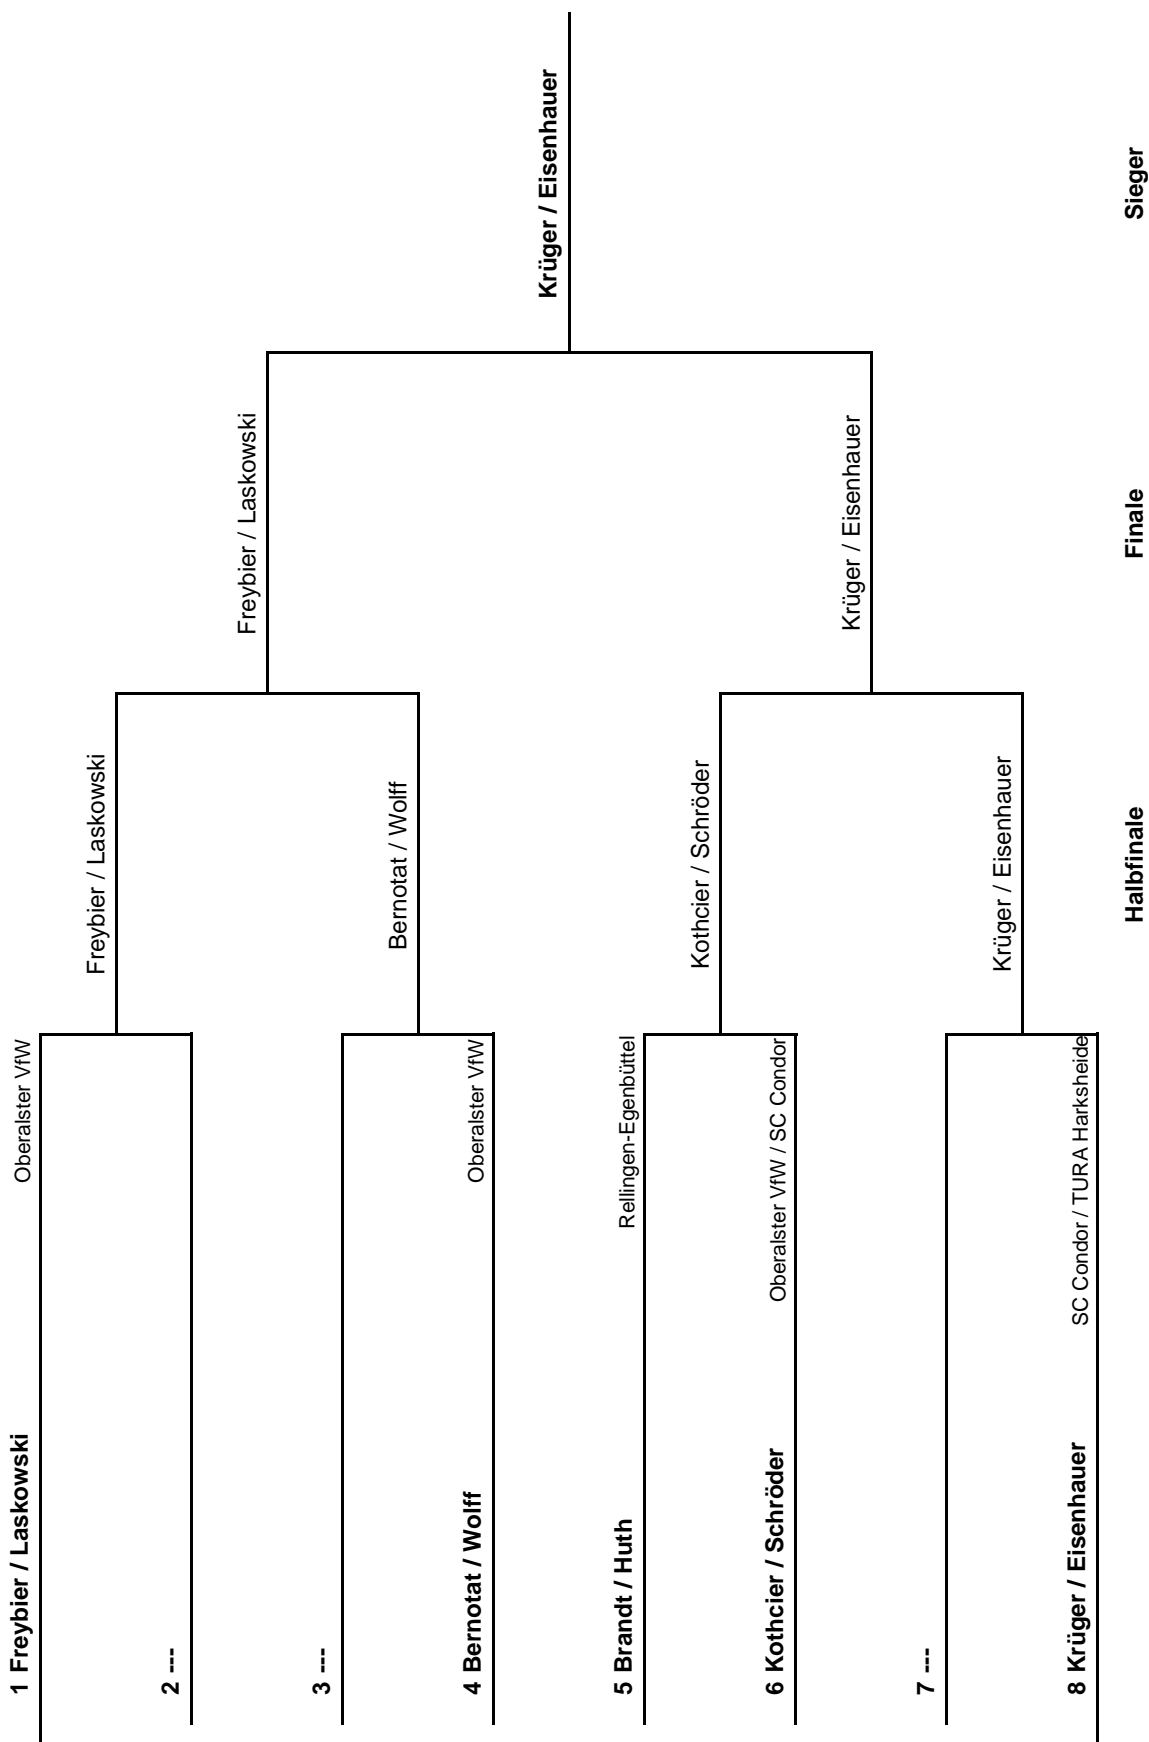 1 Freybier / Laskowski
Oberalster VfW
2 ---
3 ---
4 Bernotat / Wolff
Oberalster VfW
5 Brandt / Huth
Rellingen-Egenbüttel
6 Kothcier / Schröder
Oberalster VfW / SC Condor
7 ---
8 Krüger / Eisenhauer
SC Condor / TURA Harksheide
Freybier / Laskowski
Bernotat / Wolff
Kothcier / Schröder
Krüger / Eisenhauer
Halbfinale
Freybier / Laskowski
Krüger / Eisenhauer
Finale
Krüger / Eisenhauer
Sieger